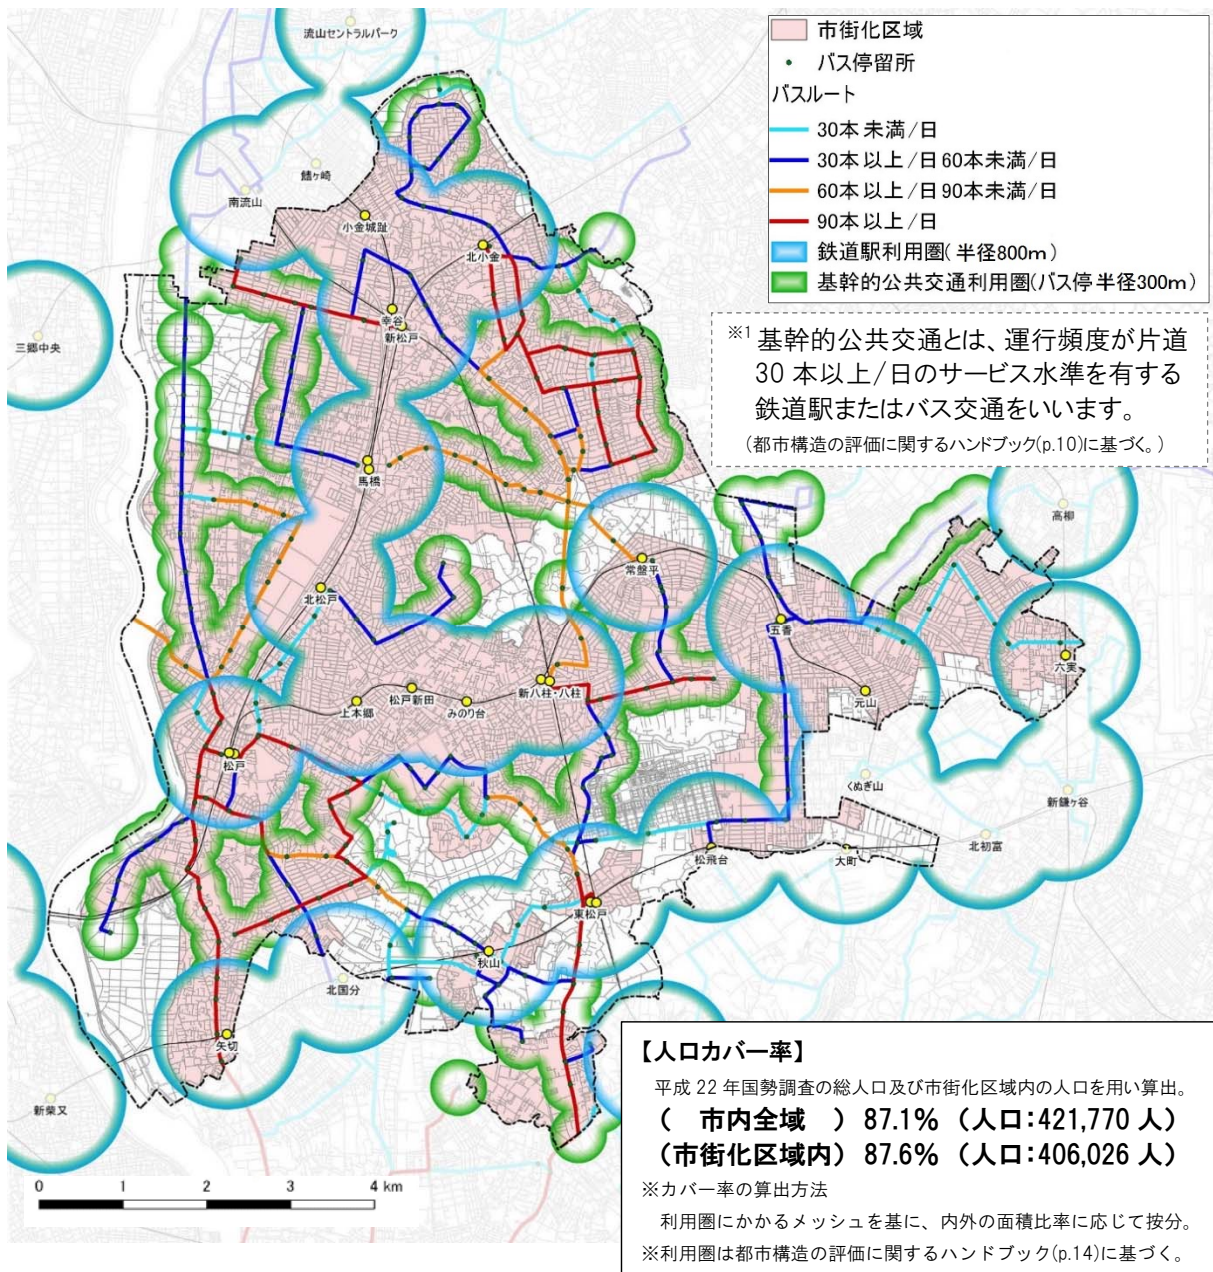 市街化区域
バス停留所
バスルート
30本未満/日
30本以上/日60本未満/日
60本以上/日90本未満/日
90本以上/日
鉄道駅利用圏(半径800m)
基幹的公共交通利用圏(バス停半径300m)
※1 基幹的公共交通とは、運行頻度が片道
30 本以上/日のサービス水準を有する
鉄道駅またはバス交通をいいます。
(都市構造の評価に関するハンドブック(p.10)に基づく。)
流山セントラルパーク
鰭ヶ崎
南流山
小金城趾
北小金
幸谷
新松戸
三郷中央
馬橋
高柳
常盤平
北松戸
五香
六実
新八柱・八柱
松戸新田
みのり台
上本郷
元山
松戸
くぬぎ山
新鎌ヶ谷
北初富
松飛台
大町
東松戸
秋山
北国分
矢切
新柴又
0 1 2 3 4 km
【人口カバー率】
平成 22 年国勢調査の総人口及び市街化区域内の人口を用い算出。
( 市内全域 ) 87.1% (人口:421,770 人)
(市街化区域内) 87.6% (人口:406,026 人)
※カバー率の算出方法
利用圏にかかるメッシュを基に、内外の面積比率に応じて按分。
※利用圏は都市構造の評価に関するハンドブック(p.14)に基づく。